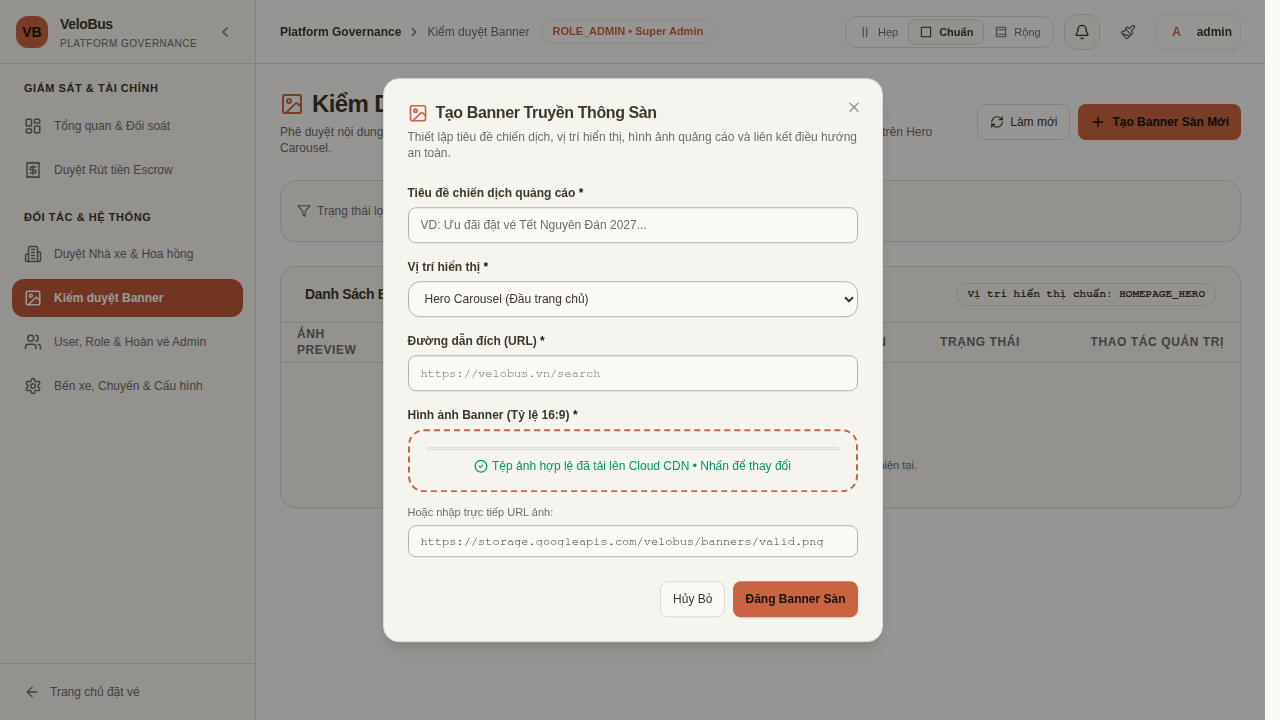 VB
VeloBus
PLATFORM GOVERNANCE
GIÁM SÁT & TÀI CHÍNH
Tổng quan & Đối soát
Duyệt Rút tiền Escrow
ĐỐI TÁC & HỆ THỐNG
Duyệt Nhà xe & Hoa hồng
Kiểm duyệt Banner
User, Role & Hoàn vé Admin
Bến xe, Chuyến & Cấu hình
Trang chủ đặt vé
Platform Governance
Kiểm duyệt Banner
ROLE_ADMIN • Super Admin
Hẹp
Chuẩn
Rộng
A
admin
Kiểm
Phê duyệt nội dung
trên Hero
Carousel.
Làm mới
Tạo Banner Sàn Mới
Trạng thái
Danh Sách
Vị trí hiển thị chuẩn: HOMEPAGE_HERO
ẢNH
PREVIEW
TRẠNG THÁI
THAO TÁC QUẢN TRỊ
hiện tại.
Tạo Banner Truyền Thông Sàn
Thiết lập tiêu đề chiến dịch, vị trí hiển thị, hình ảnh quảng cáo và liên kết điều hướng
an toàn.
Tiêu đề chiến dịch quảng cáo *
VD: Ưu đãi đặt vé Tết Nguyên Đán 2027...
Vị trí hiển thị *
Hero Carousel (Đầu trang chủ)
Đường dẫn đích (URL) *
https://velobus.vn/search
Hình ảnh Banner (Tỷ lệ 16:9) *
Tệp ảnh hợp lệ đã tải lên Cloud CDN • Nhấn để thay đổi
Hoặc nhập trực tiếp URL ảnh:
https://storage.googleapis.com/velobus/banners/valid.png
Hủy Bỏ
Đăng Banner Sàn